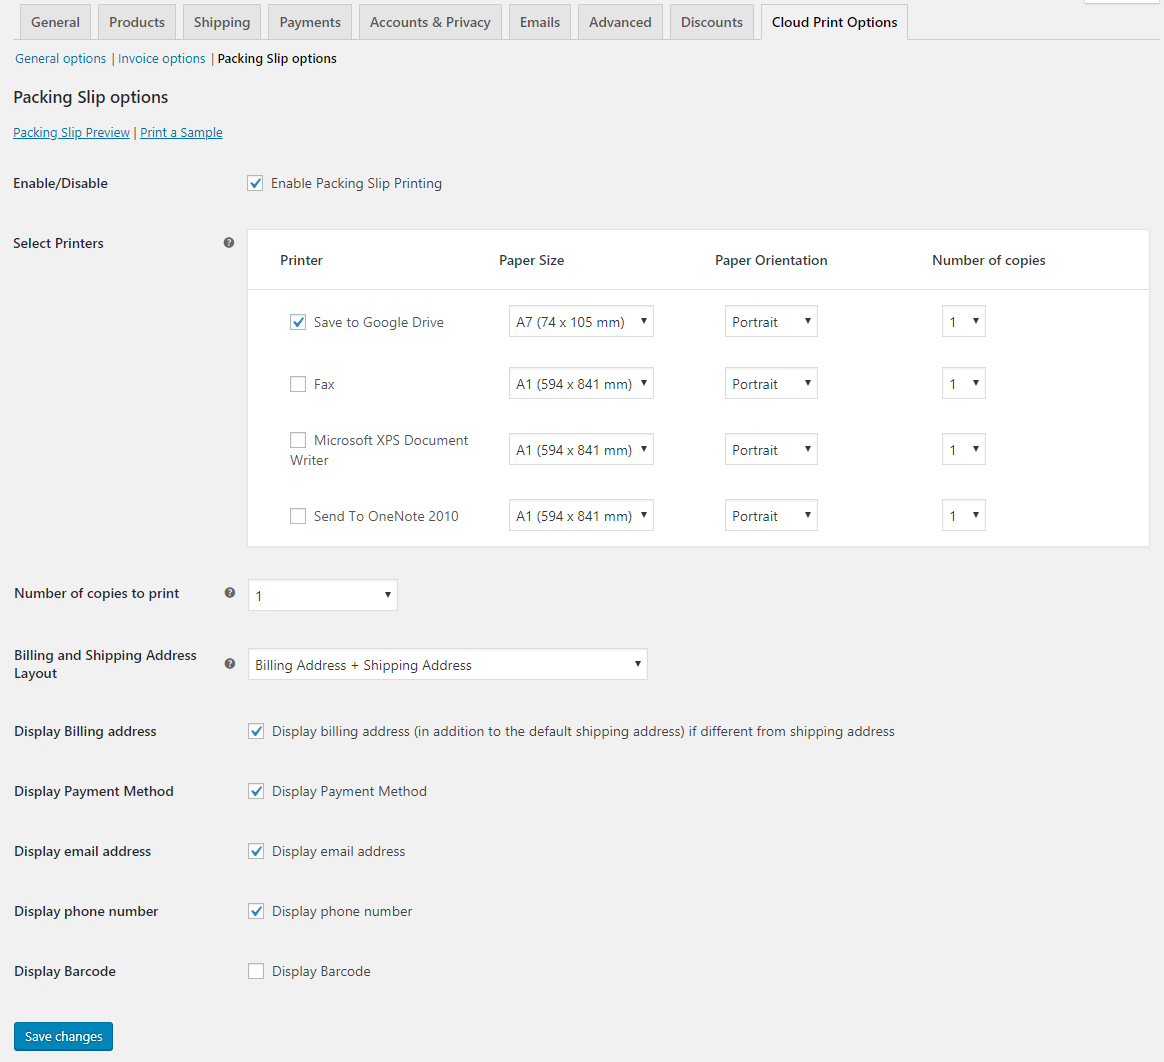 General Products Shipping Payments Accounts & Privacy Emails Advanced Discounts Cloud Print Options
General options | Invoice options | Packing Slip options
Packing Slip options
Packing Slip Preview | Print a Sample
Enable/Disable Enable Packing Slip Printing
Select Printers ?
Printer Paper Size Paper Orientation Number of copies
Save to Google Drive A7 (74 x 105 mm) Portrait 1
Fax A1 (594 x 841 mm) Portrait 1
Microsoft XPS Document
Writer A1 (594 x 841 mm) Portrait 1
Send To OneNote 2010 A1 (594 x 841 mm) Portrait 1
Number of copies to print ? 1
Billing and Shipping Address
Layout ? Billing Address + Shipping Address
Display Billing address Display billing address (in addition to the default shipping address) if different from shipping address
Display Payment Method Display Payment Method
Display email address Display email address
Display phone number Display phone number
Display Barcode Display Barcode
Save changes